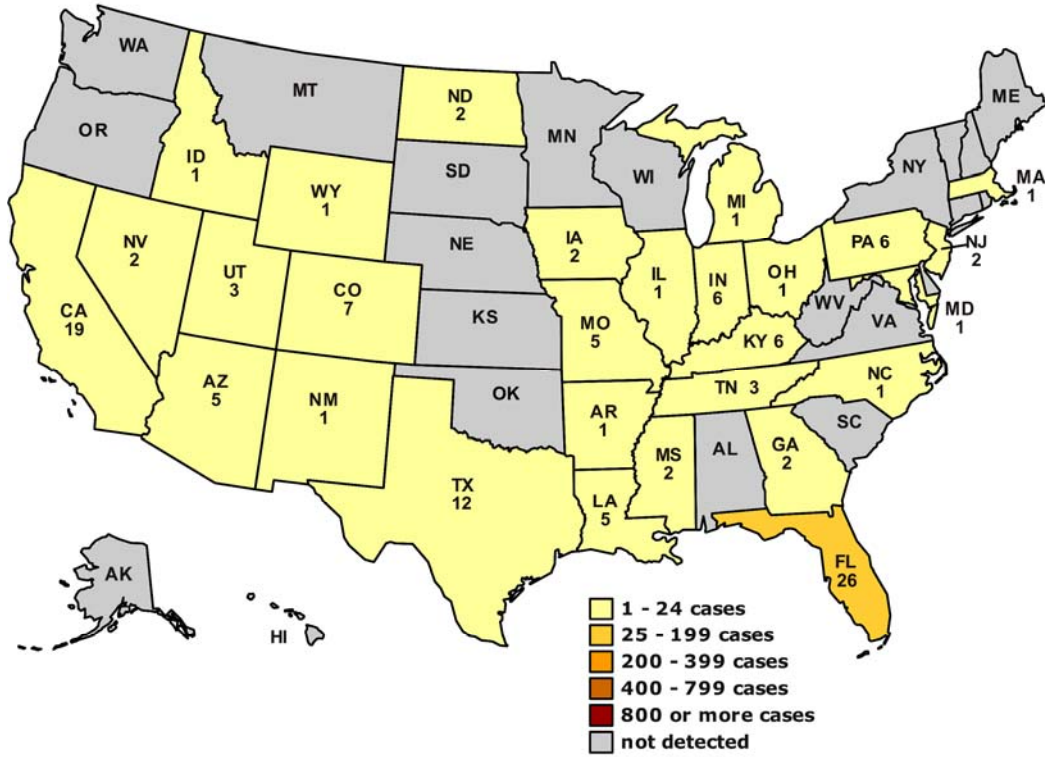 WA
MT
ND
2
MN
ME
OR
ID
1
WY
1
SD
WI
MI
1
NY
MA
1
NV
2
UT
3
CO
7
NE
IA
2
IL
1
IN
6
OH
1
PA 6
NJ
2
CA
19
KS
MO
5
WV
VA
MD
1
KY 6
AZ
5
NM
1
OK
AR
1
TN 3
NC
1
SC
TX
12
LA
5
MS
2
AL
GA
2
FL
26
AK
HI
1 - 24 cases
25 - 199 cases
200 - 399 cases
400 - 799 cases
800 or more cases
not detected